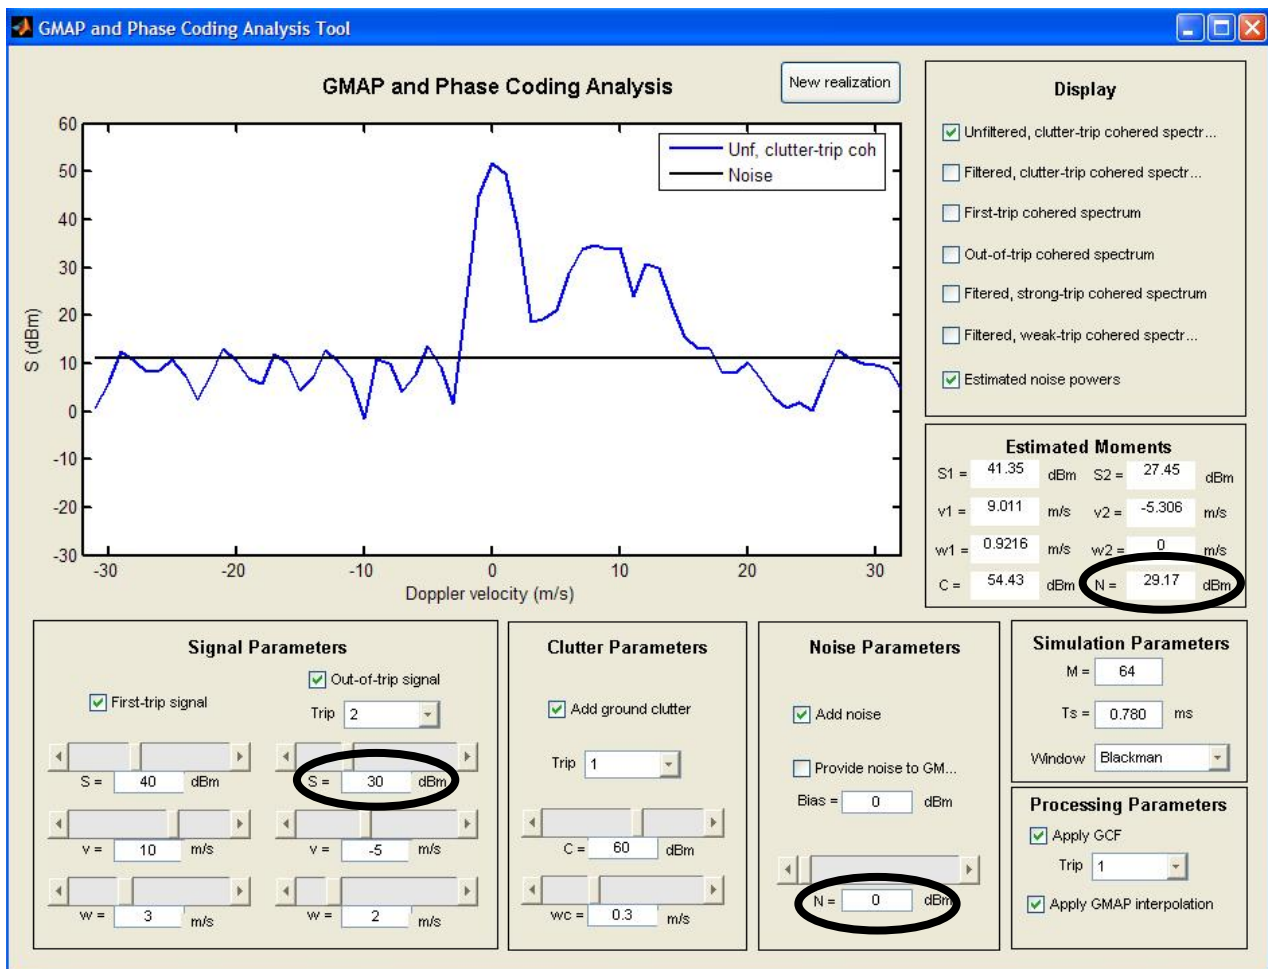 GMAP and Phase Coding Analysis Tool
GMAP and Phase Coding Analysis
New realization
60
50
40
30
20
10
0
-10
-20
-30
S (dBm)
-30
-20
-10
0
10
20
30
Doppler velocity (m/s)
Unf, clutter-trip coh
Noise
Display
Unfiltered, clutter-trip cohered spectr...
Filtered, clutter-trip cohered spectr...
First-trip cohered spectrum
Out-of-trip cohered spectrum
Fitered, strong-trip cohered spectrum
Filtered, weak-trip cohered spectr...
Estimated noise powers
Estimated Moments
S1 = 41.35 dBm S2 = 27.45 dBm
v1 = 9.011 m/s v2 = -5.306 m/s
w1 = 0.9216 m/s w2 = 0 m/s
C = 54.43 dBm N = 29.17 dBm
Signal Parameters
First-trip signal
S = 40 dBm
v = 10 m/s
w = 3 m/s
Out-of-trip signal
Trip 2
S = 30 dBm
v = -5 m/s
w = 2 m/s
Clutter Parameters
Add ground clutter
Trip 1
C = 60 dBm
wc = 0.3 m/s
Noise Parameters
Add noise
Provide noise to GM...
Bias = 0 dBm
N = 0 dBm
Simulation Parameters
M = 64
Ts = 0.780 ms
Window Blackman
Processing Parameters
Apply GCF
Trip 1
Apply GMAP interpolation